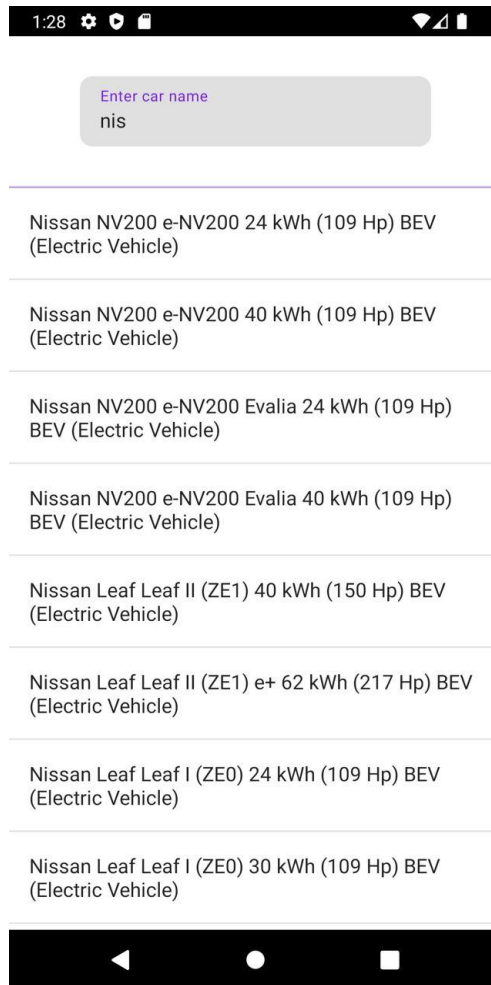 1:28
Enter car name
nis
Nissan NV200 e-NV200 24 kWh (109 Hp) BEV
(Electric Vehicle)
Nissan NV200 e-NV200 40 kWh (109 Hp) BEV
(Electric Vehicle)
Nissan NV200 e-NV200 Evalia 24 kWh (109 Hp)
BEV (Electric Vehicle)
Nissan NV200 e-NV200 Evalia 40 kWh (109 Hp)
BEV (Electric Vehicle)
Nissan Leaf Leaf II (ZE1) 40 kWh (150 Hp) BEV
(Electric Vehicle)
Nissan Leaf Leaf II (ZE1) e+ 62 kWh (217 Hp) BEV
(Electric Vehicle)
Nissan Leaf Leaf I (ZE0) 24 kWh (109 Hp) BEV
(Electric Vehicle)
Nissan Leaf Leaf I (ZE0) 30 kWh (109 Hp) BEV
(Electric Vehicle)